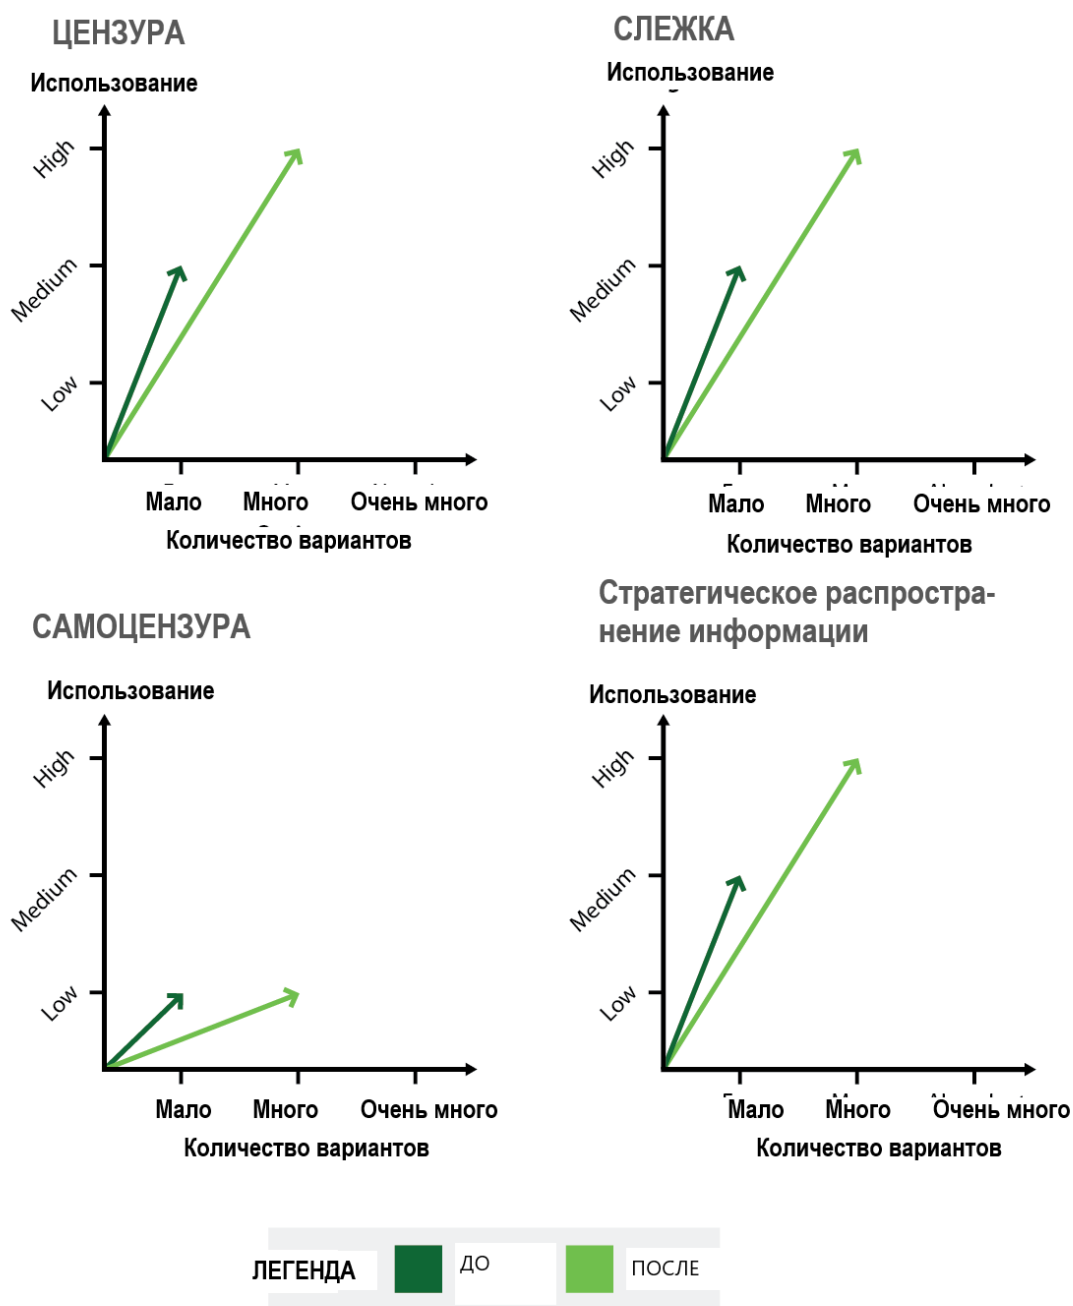 ЦЕНЗУРА
Использование
High
Medium
Low
Мало Много Очень много
Количество вариантов
СЛЕЖКА
Использование
High
Medium
Low
Мало Много Очень много
Количество вариантов
САМОЦЕНЗУРА
Использование
High
Medium
Low
Мало Много Очень много
Количество вариантов
Стратегическое распростра-
нение информации
Использование
High
Medium
Low
Мало Много Очень много
Количество вариантов
ЛЕГЕНДА ДО ПОСЛЕ